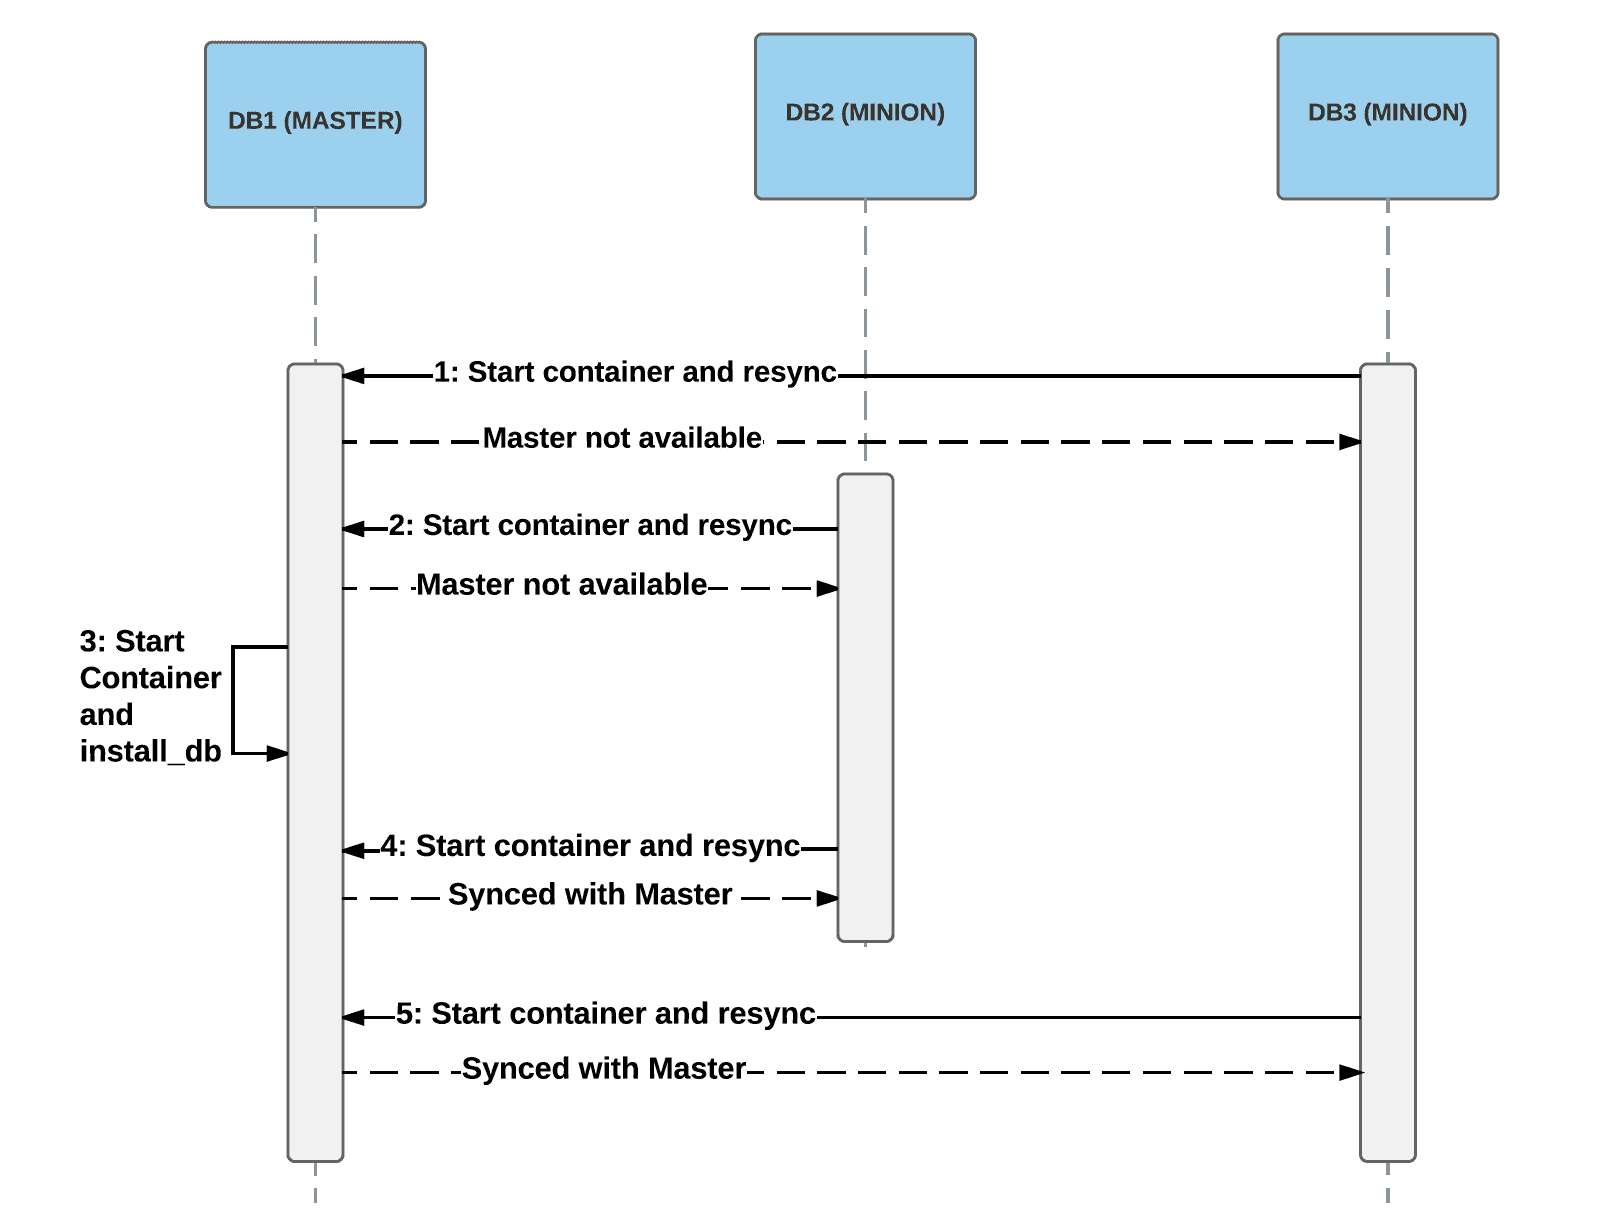 DB1 (MASTER)
DB2 (MINION)
DB3 (MINION)
1: Start container and resync
Master not available
2: Start container and resync
Master not available
3: Start
Container
and
install_db
4: Start container and resync
Synced with Master
5: Start container and resync
Synced with Master